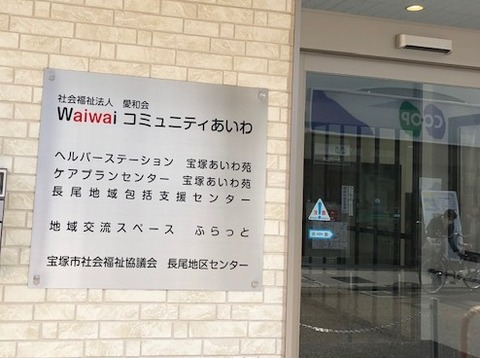 社会福祉法人 愛和会
Waiwai コミュニティあいわ
ヘルパーステーション 宝塚あいわ苑
ケアプランセンター 宝塚あいわ苑
長尾地域包括支援センター
地域交流スペース ふらっと
宝塚市社会福祉協議会 長尾地区センター
COOP